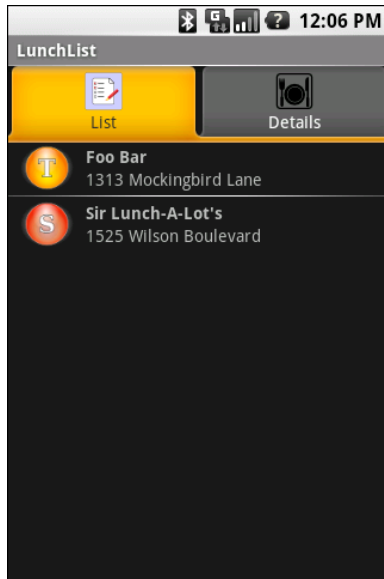 G ? 12:06 PM
LunchList
List Details
T Foo Bar
1313 Mockingbird Lane
S Sir Lunch-A-Lot's
1525 Wilson Boulevard